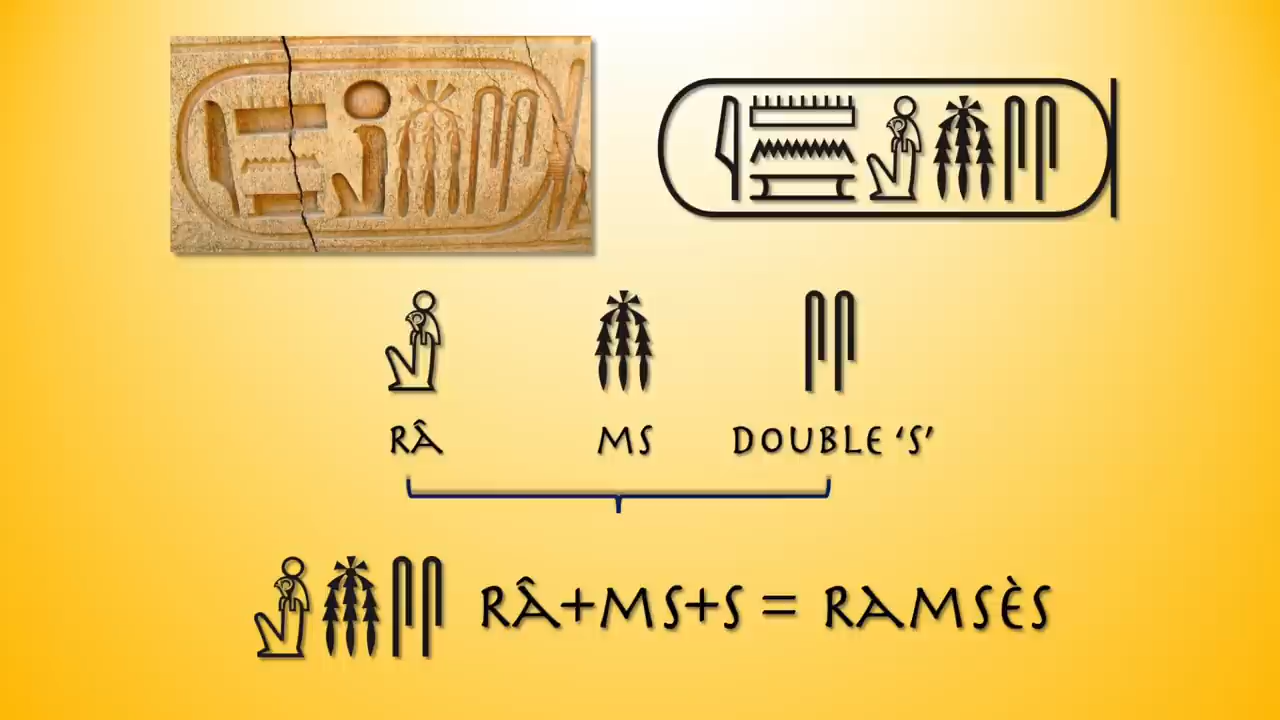 RÂ
MS
DOUBLE ‘S’
RÂ+MS+S = RAMSÈS